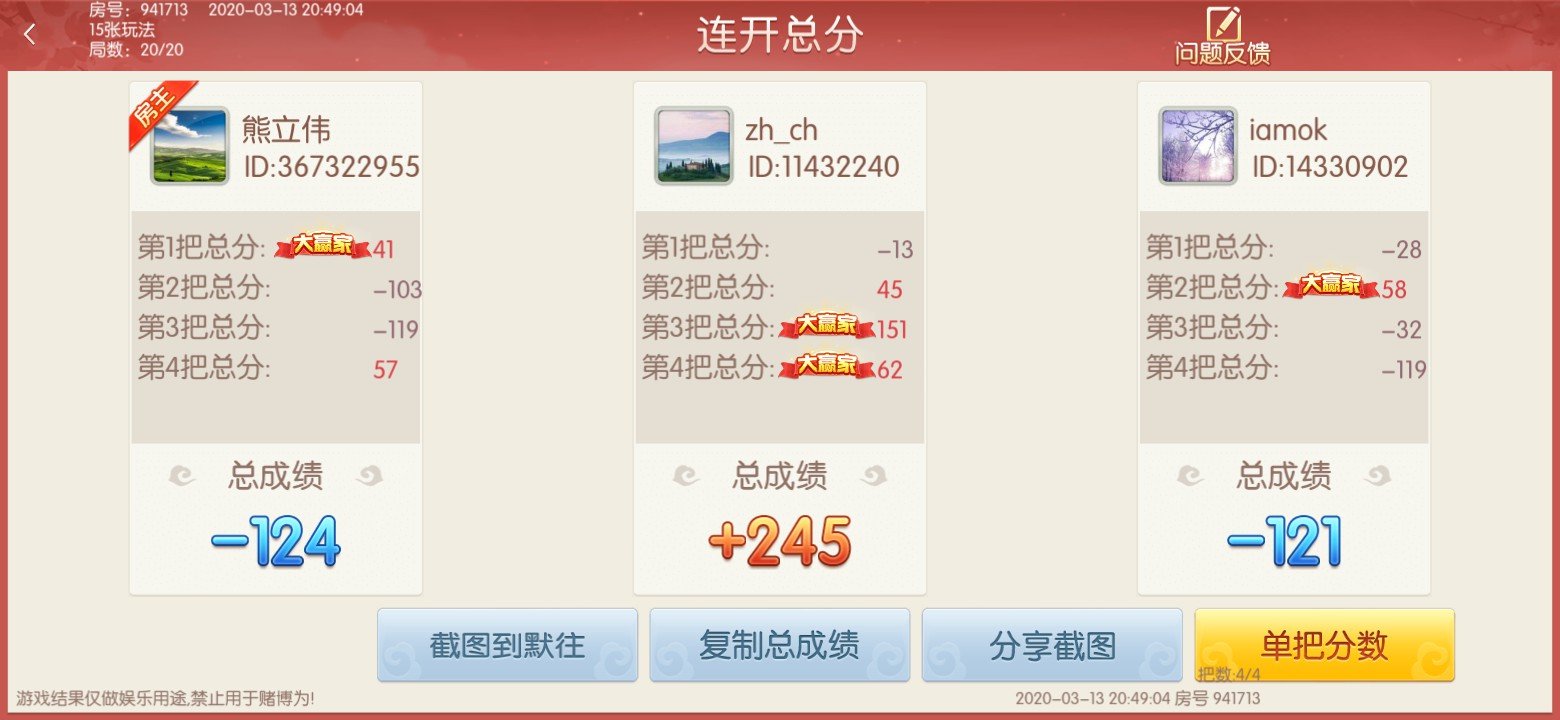 房号：941713 2020-03-13 20:49:04
15张玩法
局数：20/20
连开总分
问题反馈
房主
熊立伟
ID:367322955
第1把总分: 大赢家 41
第2把总分: -103
第3把总分: -119
第4把总分: 57
总成绩
-124
zh_ch
ID:11432240
第1把总分: -13
第2把总分: 45
第3把总分: 大赢家 151
第4把总分: 大赢家 62
总成绩
+245
iamok
ID:14330902
第1把总分: -28
第2把总分: 大赢家 58
第3把总分: -32
第4把总分: -119
总成绩
-121
截图到默往
复制总成绩
分享截图
单把分数
把数:4/4
游戏结果仅做娱乐用途,禁止用于赌博为!
2020-03-13 20:49:04 房号 941713